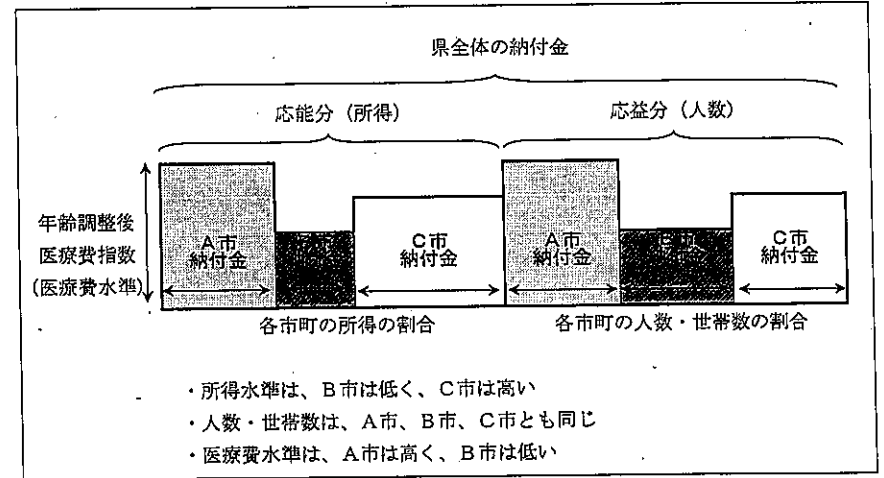 県全体の納付金
応能分（所得）
応益分（人数）
年齢調整後
医療費指数
（医療費水準）
A市
納付金
C市
納付金
A市
納付金
C市
納付金
各市町の所得の割合
各市町の人数・世帯数の割合
・所得水準は、B市は低く、C市は高い
・人数・世帯数は、A市、B市、C市とも同じ
・医療費水準は、A市は高く、B市は低い